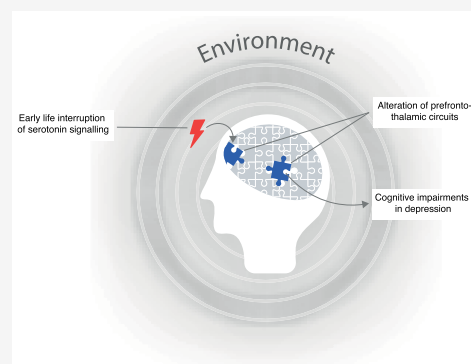 Environment
Early life interruption
of serotonin signalling
Alteration of prefronto-
thalamic circuits
Cognitive impairments
in depression